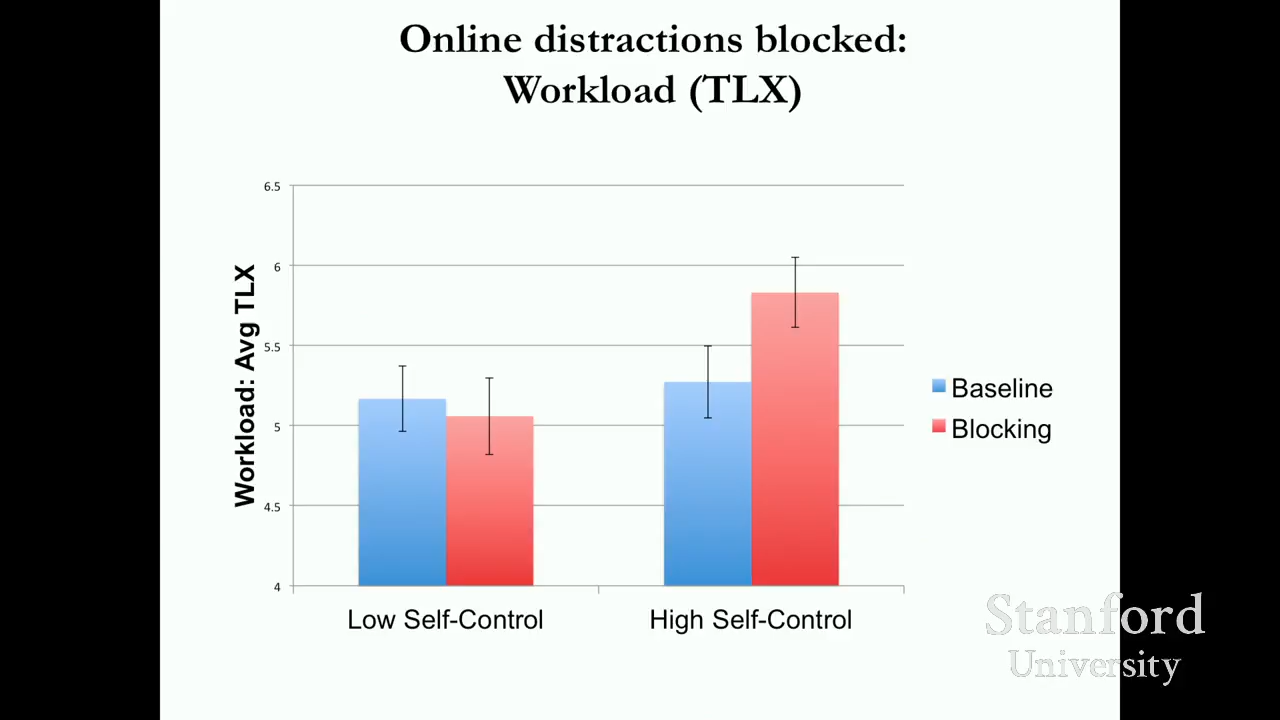 Online distractions blocked:
Workload (TLX)
Workload: Avg TLX
6.5
6
5.5
5
4.5
4
Low Self-Control
High Self-Control
Baseline
Blocking
Stanford
University